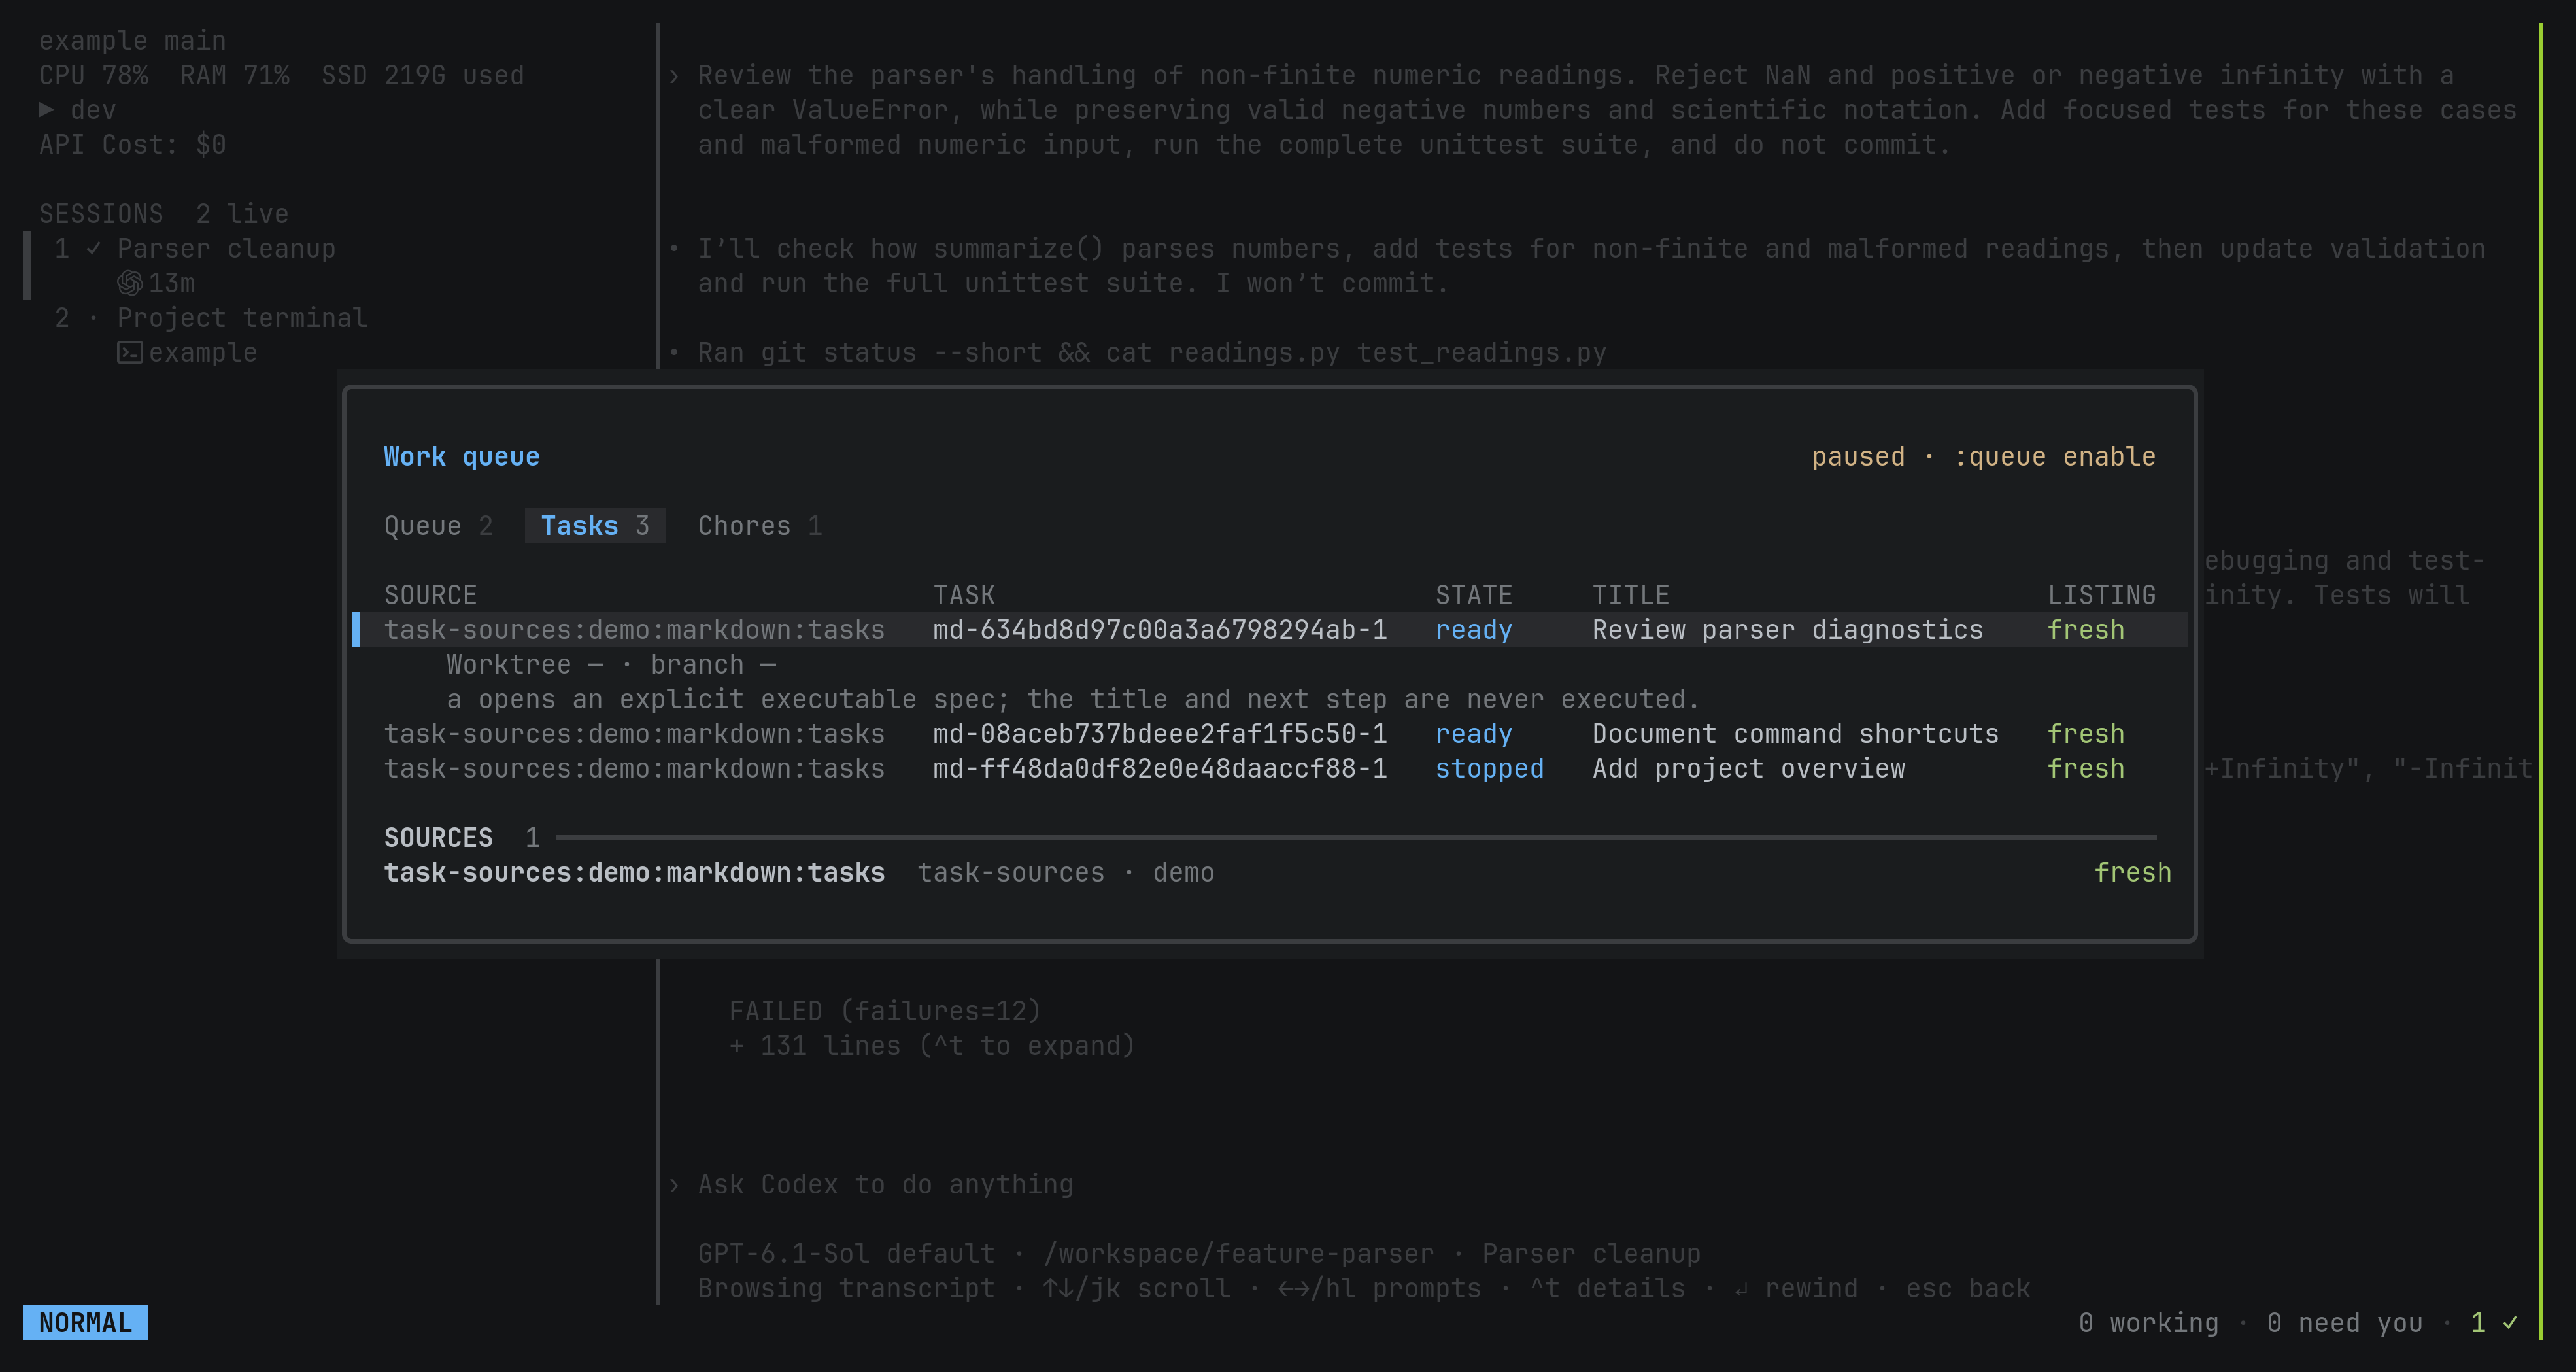 example main
CPU 78%  RAM 71%  SSD 219G used
▶ dev
API Cost: $0
SESSIONS  2 live
1 ✓ Parser cleanup
13m
2 · Project terminal
example
› Review the parser's handling of non-finite numeric readings. Reject NaN and positive or negative infinity with a
clear ValueError, while preserving valid negative numbers and scientific notation. Add focused tests for these cases
and malformed numeric input, run the complete unittest suite, and do not commit.
• I’ll check how summarize() parses numbers, add tests for non-finite and malformed readings, then update validation
and run the full unittest suite. I won’t commit.
• Ran git status --short && cat readings.py test_readings.py
Work queue
paused · :queue enable
Queue 2  Tasks 3  Chores 1
SOURCE  TASK  STATE  TITLE  LISTING
task-sources:demo:markdown:tasks  md-634bd8d97c00a3a6798294ab-1  ready  Review parser diagnostics  fresh
Worktree — · branch —
a opens an explicit executable spec; the title and next step are never executed.
task-sources:demo:markdown:tasks  md-08aceb737bdeee2faf1f5c50-1  ready  Document command shortcuts  fresh
task-sources:demo:markdown:tasks  md-ff48da0df82e0e48daaccf88-1  stopped  Add project overview  fresh
SOURCES  1
task-sources:demo:markdown:tasks  task-sources · demo  fresh
ebugging and test-
inity. Tests will
+Infinity", "-Infinit
FAILED (failures=12)
+ 131 lines (^t to expand)
› Ask Codex to do anything
GPT-6.1-Sol default · /workspace/feature-parser · Parser cleanup
Browsing transcript · ↑↓/jk scroll · ←→/hl prompts · ^t details · ↵ rewind · esc back
NORMAL
0 working · 0 need you · 1 ✓